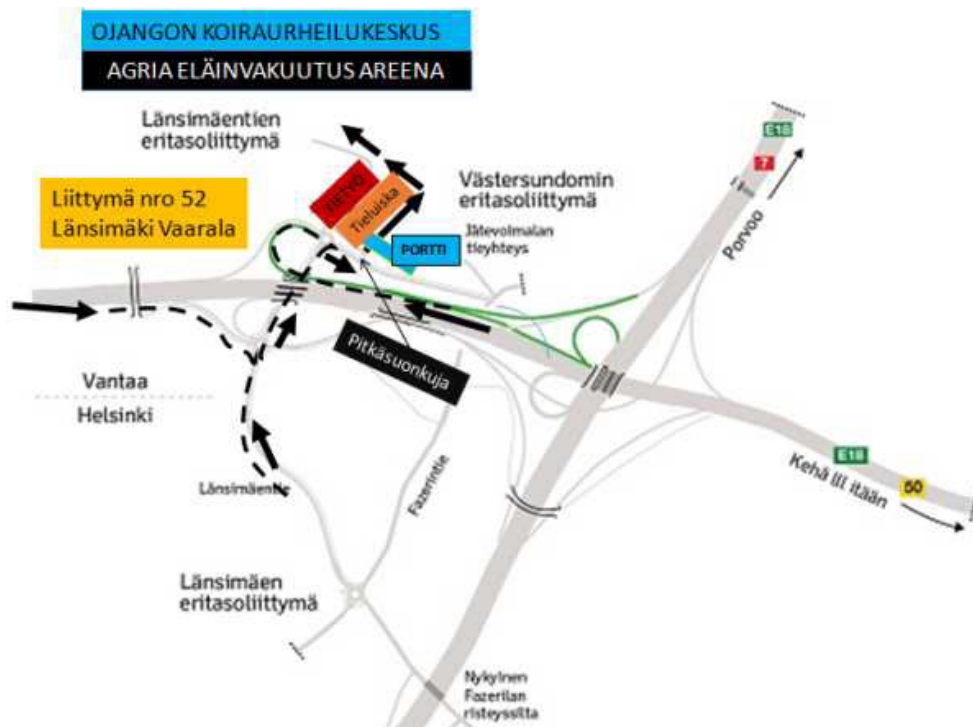 OJANGON KOIRAURHEILUKESKUS
AGRIA ELÄINVAKUUTUS AREENA
Länsimäentien
eritasoliittymä
E18
7
Porvoo
Liittymä nro 52
Länsimäki Vaarala
TIETVO
Tieluiska
Västersundomin
eritasoliittymä
PORTTI
Jätevoimalan
tieyhteys
Pitkäsuonkuja
Vantaa
Helsinki
Länsimäentie
Fazerintie
E18
50
Kehä III itään
Länsimäen
eritasoliittymä
Nykyinen
Fazerilan
risteyssilta